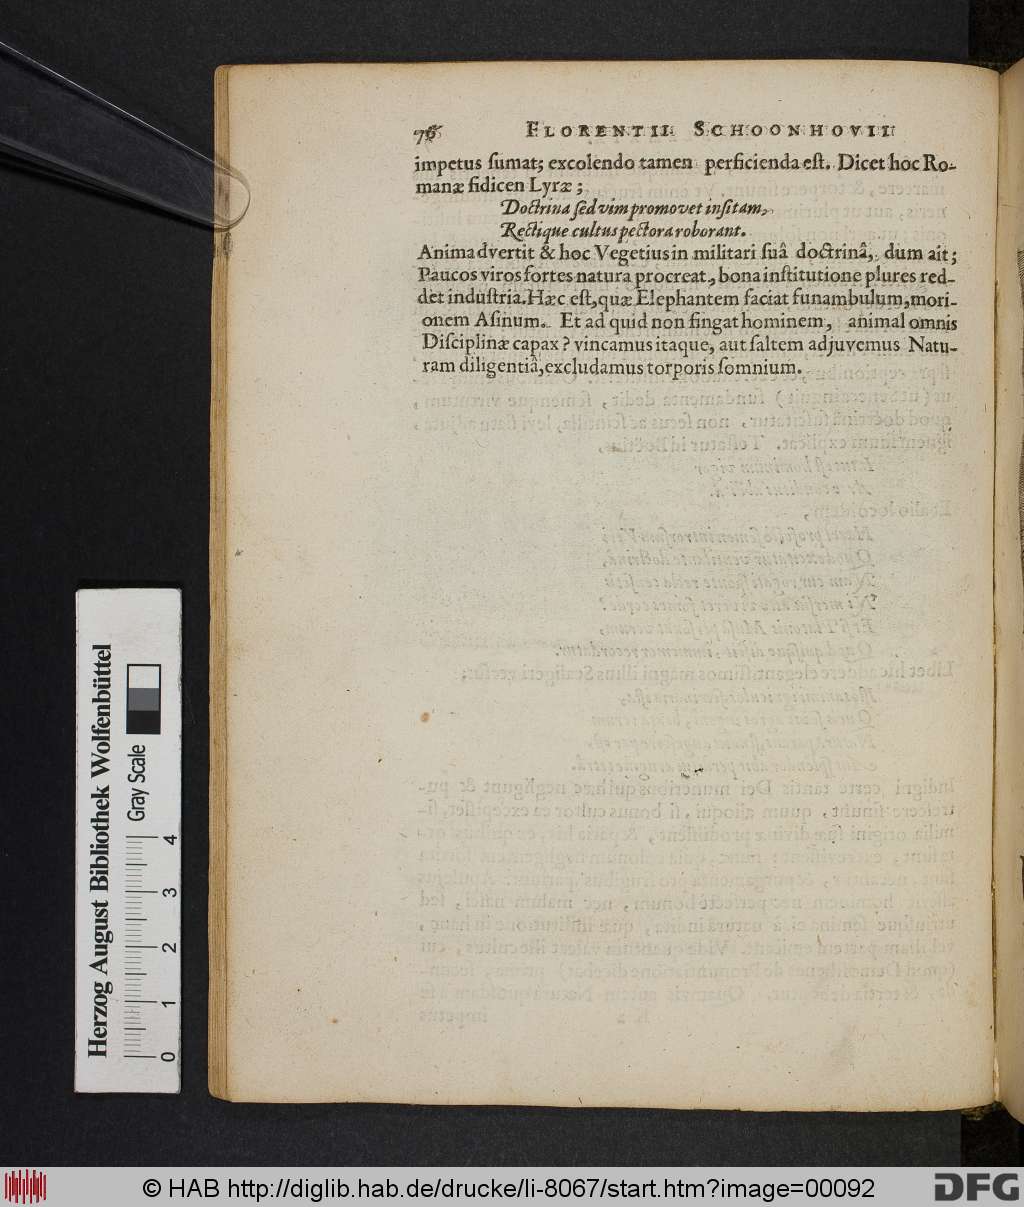 76 FLORENTII SCHOONHOVII
impetus ſumat; excolendo tamen perficienda eſt. Dicet hoc Ro-
manæ fidicen Lyræ;
Doctrina ſed vim promovet inſitam,
Rectique cultus pectora roborant.
Animadvertit & hoc Vegetius in militari ſuâ doctrinâ, dum ait;
Paucos viros fortes natura procreat, bona inſtitutione plures red-
det induſtria. Hæc eſt, quæ Elephantem faciat funambulum, mori-
onem Aſinum. Et ad quid non fingat hominem, animal omnis
Diſciplinæ capax? vincamus itaque, aut ſaltem adjuvemus Natu-
ram diligentiâ, excludamus torporis ſomnium.
Herzog August Bibliothek Wolfenbüttel
Gray Scale
0 1 2 3 4
© HAB http://diglib.hab.de/drucke/li-8067/start.htm?image=00092
DFG